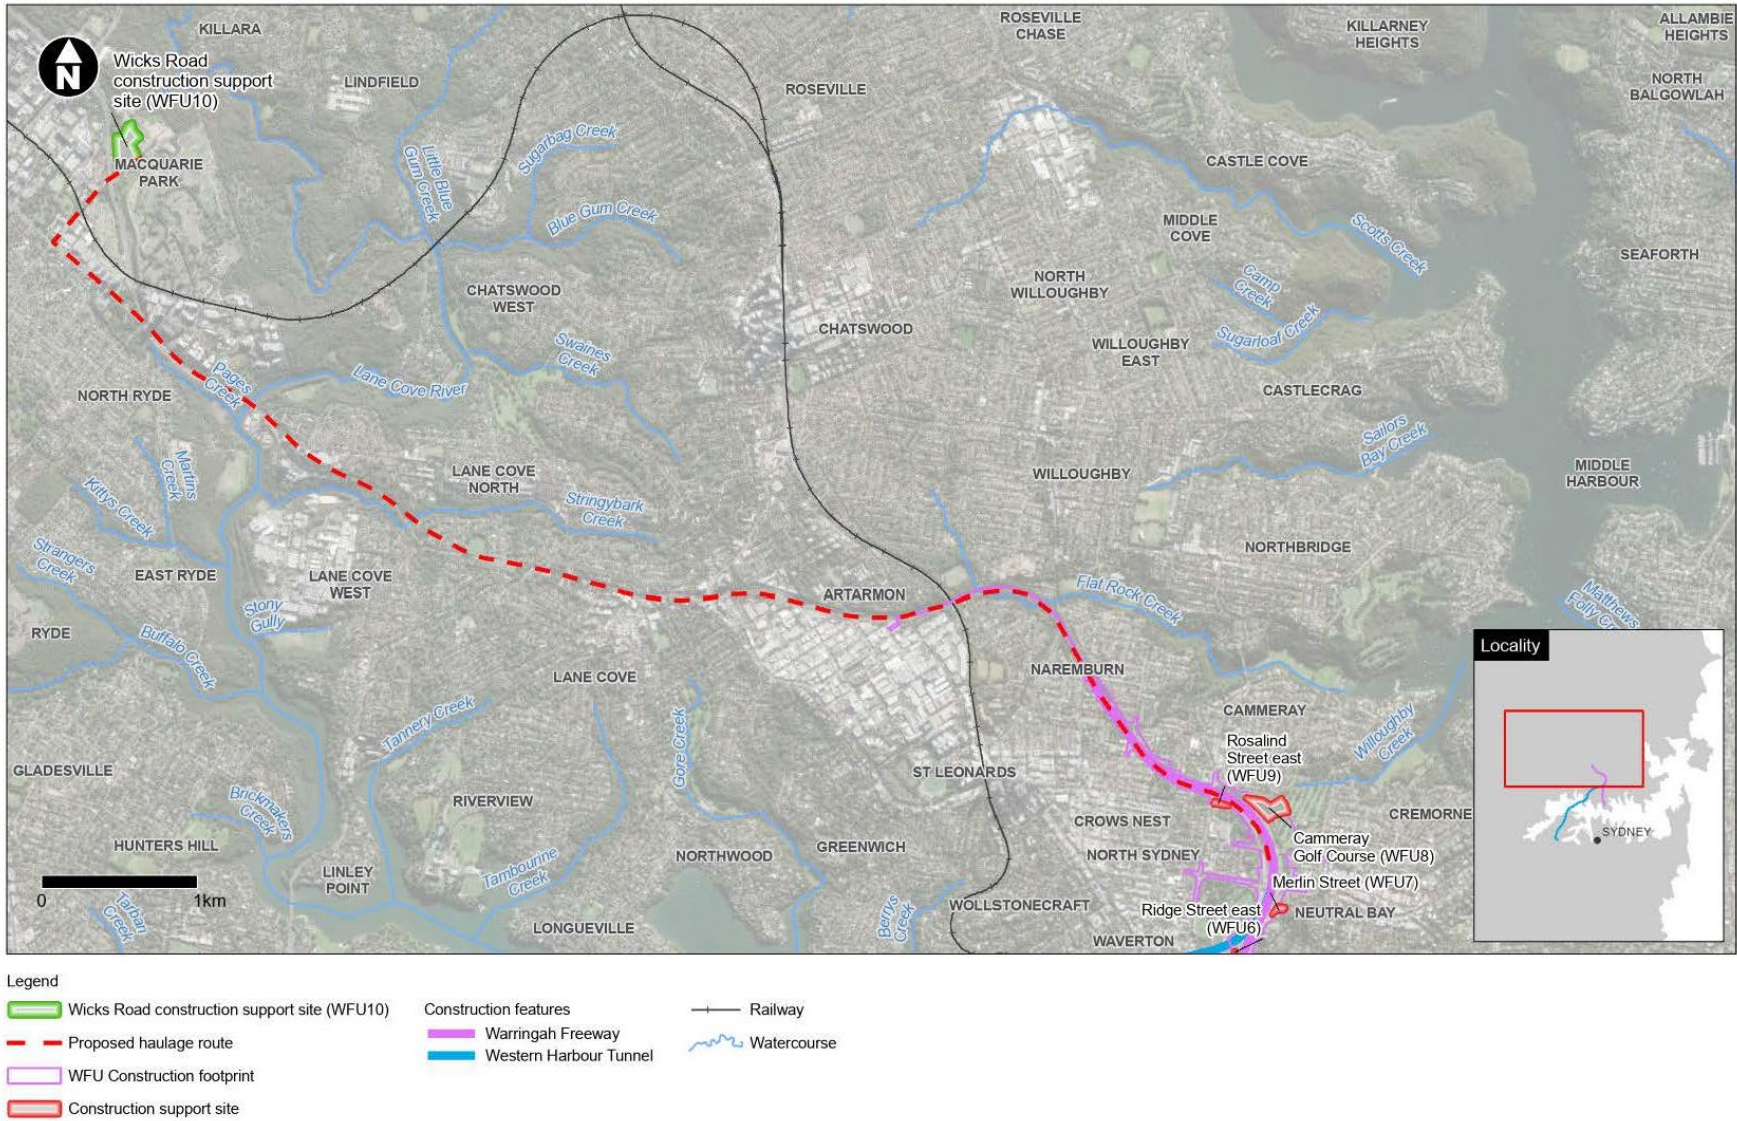 KILLARA
ROSEVILLE
CHASE
KILLARNEY
HEIGHTS
ALLAMBIE
HEIGHTS
N
Wicks Road
construction support
site (WFU10)
LINDFIELD
ROSEVILLE
NORTH
BALGOWLAH
Sugarbag Creek
Little Blue
Gum Creek
MACQUARIE
PARK
CASTLE COVE
Blue Gum Creek
MIDDLE
COVE
Scotts Creek
SEAFORTH
CHATSWOOD
WEST
NORTH
WILLOUGHBY
Camp
Creek
CHATSWOOD
Sugarloaf Creek
WILLOUGHBY
EAST
Swaines
Creek
Pages
Creek
Lane Cove River
NORTH RYDE
CASTLECRAG
Sailors
Bay Creek
Martins
Creek
LANE COVE
NORTH
WILLOUGHBY
MIDDLE
HARBOUR
Kittys Creek
Stringybark
Creek
Strangers
Creek
EAST RYDE
LANE COVE
WEST
NORTHBRIDGE
ARTARMON
Flat Rock Creek
Matthews
Folly Cre
Stony
Gully
RYDE
Buffalo Creek
LANE COVE
NAREMBURN
Locality
SYDNEY
Tannery Creek
Gore Creek
CAMMERAY
Willoughby
Creek
Rosalind
Street east
(WFU9)
GLADESVILLE
ST LEONARDS
Brickmakers
Creek
RIVERVIEW
CROWS NEST
CREMORNE
HUNTERS HILL
Tambourine
Creek
NORTHWOOD
GREENWICH
NORTH SYDNEY
Cammeray
Golf Course (WFU8)
LINLEY
POINT
Merlin Street (WFU7)
0 1km
Tarban
Creek
Berrys
Creek
WOLLSTONECRAFT
Ridge Street east
(WFU6)
NEUTRAL BAY
LONGUEVILLE
WAVERTON
Legend
Wicks Road construction support site (WFU10)
Proposed haulage route
WFU Construction footprint
Construction support site
Construction features
Warringah Freeway
Western Harbour Tunnel
Railway
Watercourse